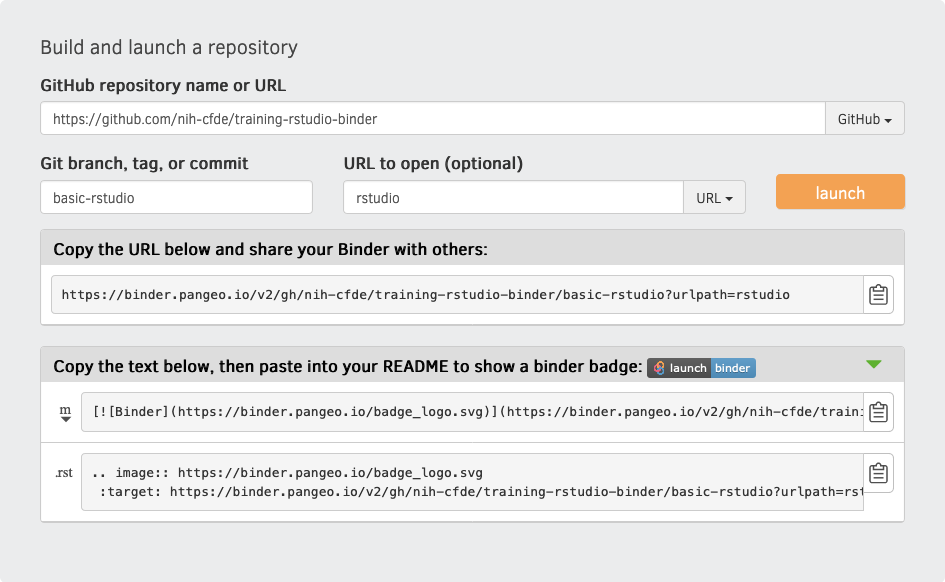 Build and launch a repository
GitHub repository name or URL
https://github.com/nih-cfde/training-rstudio-binder
GitHub
Git branch, tag, or commit
URL to open (optional)
basic-rstudio
rstudio
URL
launch
Copy the URL below and share your Binder with others:
https://binder.pangeo.io/v2/gh/nih-cfde/training-rstudio-binder/basic-rstudio?urlpath=rstudio
Copy the text below, then paste into your README to show a binder badge: launch binder
m
[![Binder](https://binder.pangeo.io/badge_logo.svg)](https://binder.pangeo.io/v2/gh/nih-cfde/traini
.rst
.. image:: https://binder.pangeo.io/badge_logo.svg
:target: https://binder.pangeo.io/v2/gh/nih-cfde/training-rstudio-binder/basic-rstudio?urlpath=rst